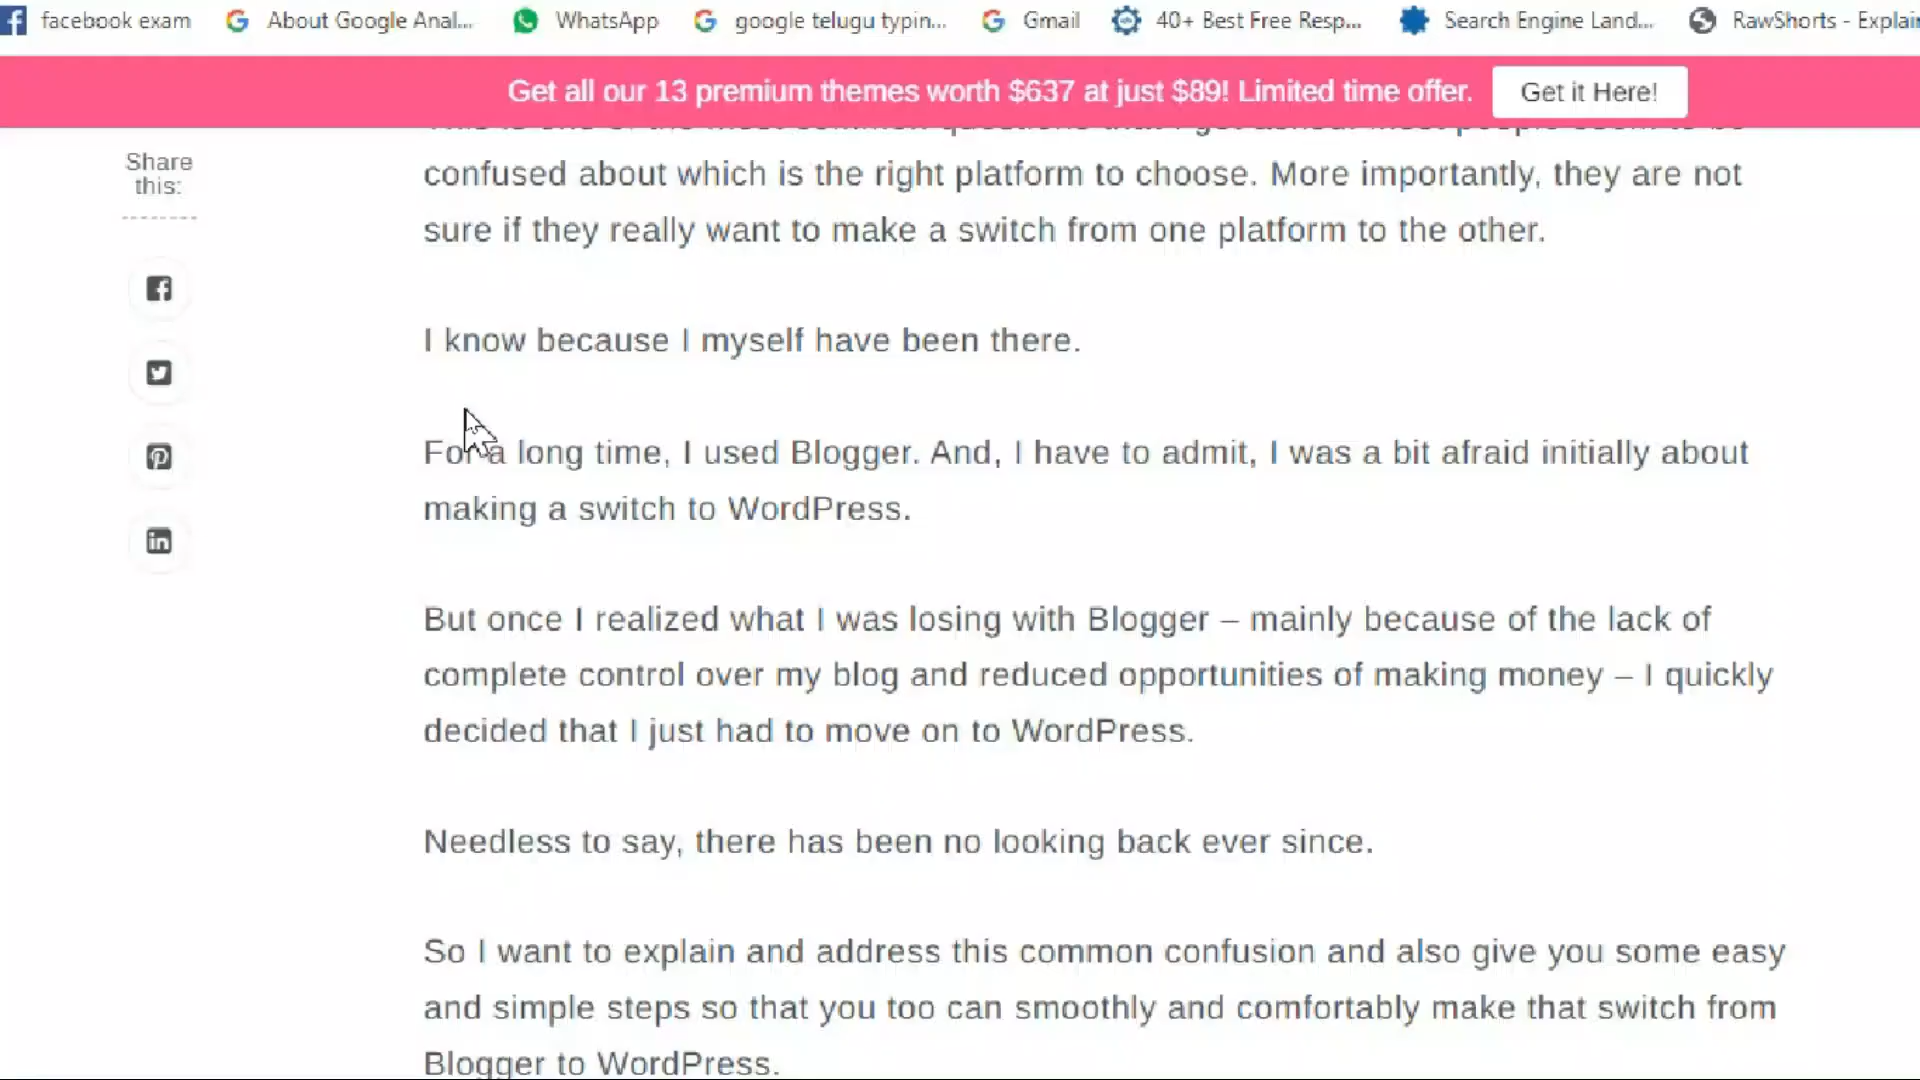 facebook exam
About Google Anal...
WhatsApp
google telugu typin...
Gmail
40+ Best Free Resp...
Search Engine Land...
RawShorts - Explai
Get all our 13 premium themes worth $637 at just $89! Limited time offer.
Get it Here!
Share
this:
confused about which is the right platform to choose. More importantly, they are not
sure if they really want to make a switch from one platform to the other.
I know because I myself have been there.
For a long time, I used Blogger. And, I have to admit, I was a bit afraid initially about
making a switch to WordPress.
But once I realized what I was losing with Blogger – mainly because of the lack of
complete control over my blog and reduced opportunities of making money – I quickly
decided that I just had to move on to WordPress.
Needless to say, there has been no looking back ever since.
So I want to explain and address this common confusion and also give you some easy
and simple steps so that you too can smoothly and comfortably make that switch from
Blogger to WordPress.